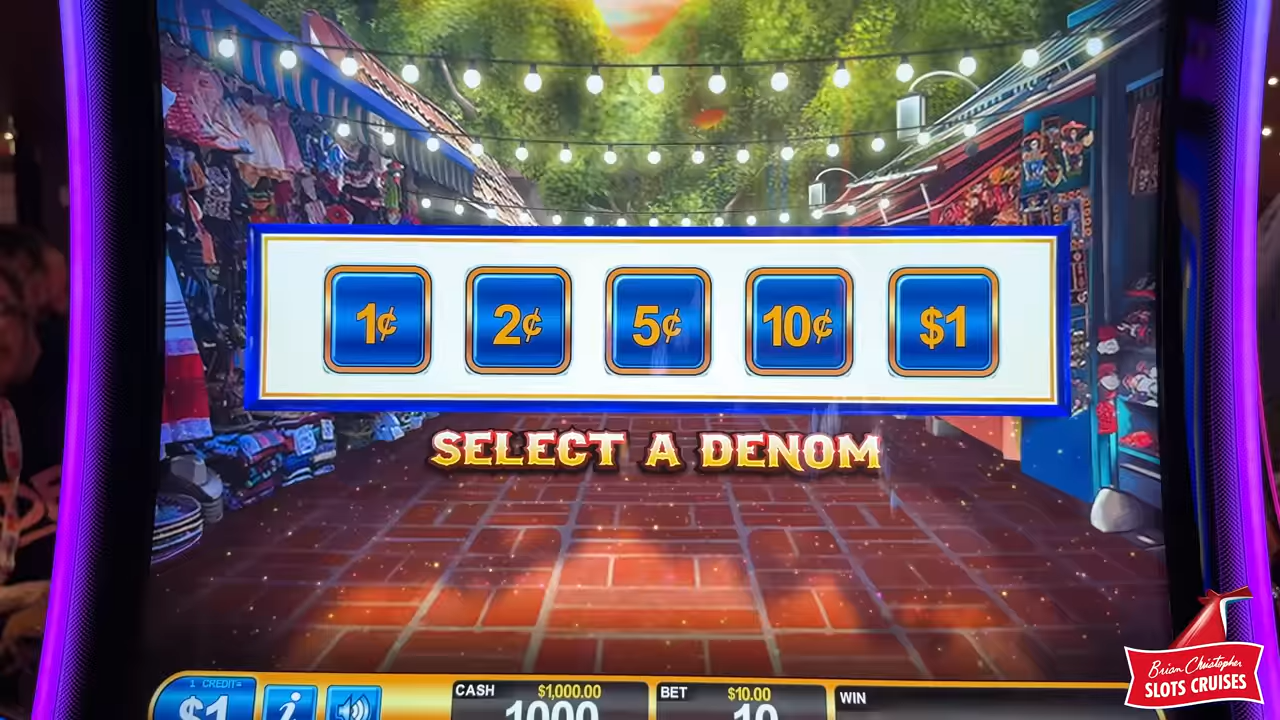 1¢ 2¢ 5¢ 10¢ $1
SELECT A DENOM
1 CREDIT=
$1
i
CASH $1,000.00
1000
BET $10.00
10
WIN
Brian Christopher
SLOTS CRUISES